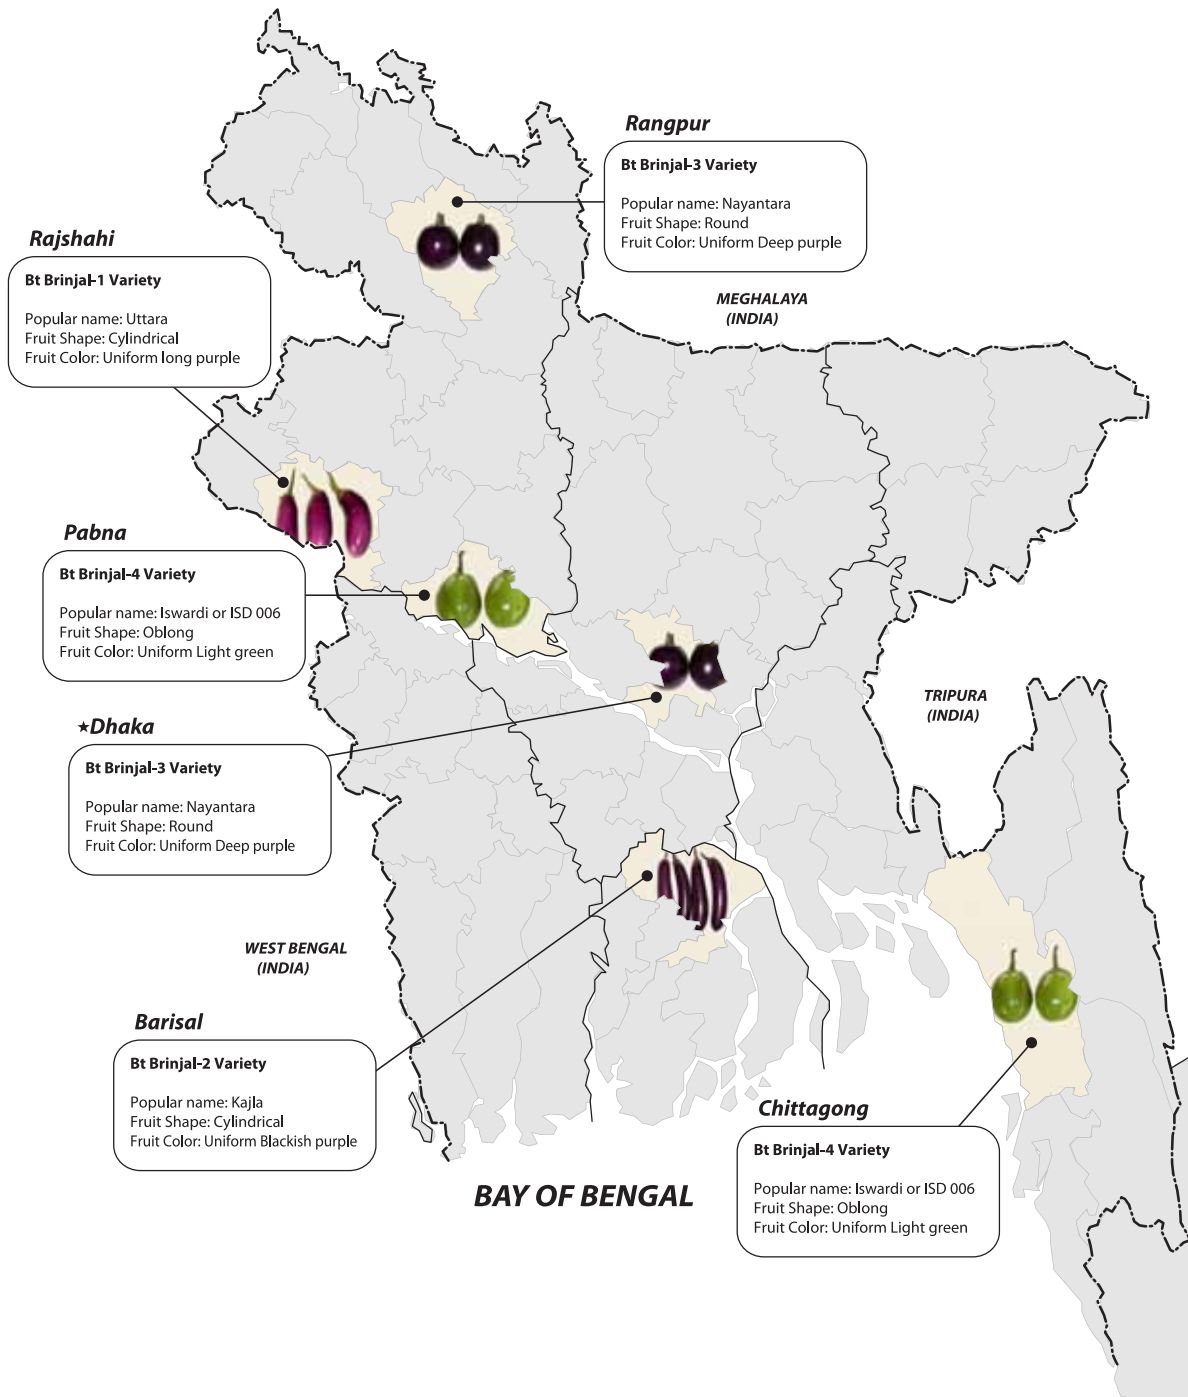 Rangpur
Bt Brinjal-3 Variety
Popular name: Nayantara
Fruit Shape: Round
Fruit Color: Uniform Deep purple
Rajshahi
Bt Brinjal-1 Variety
Popular name: Uttara
Fruit Shape: Cylindrical
Fruit Color: Uniform long purple
MEGHALAYA
(INDIA)
Pabna
Bt Brinjal-4 Variety
Popular name: Iswardi or ISD 006
Fruit Shape: Oblong
Fruit Color: Uniform Light green
TRIPURA
(INDIA)
★Dhaka
Bt Brinjal-3 Variety
Popular name: Nayantara
Fruit Shape: Round
Fruit Color: Uniform Deep purple
WEST BENGAL
(INDIA)
Barisal
Bt Brinjal-2 Variety
Popular name: Kajla
Fruit Shape: Cylindrical
Fruit Color: Uniform Blackish purple
Chittagong
Bt Brinjal-4 Variety
Popular name: Iswardi or ISD 006
Fruit Shape: Oblong
Fruit Color: Uniform Light green
BAY OF BENGAL